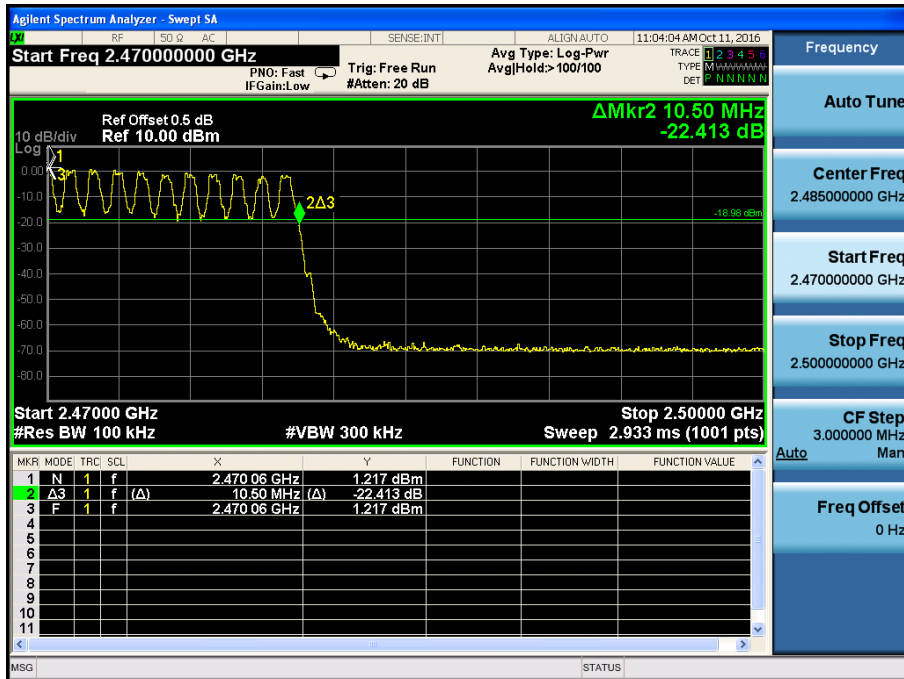 Agilent Spectrum Analyzer - Swept SA
LXI RF 50 Ω AC SENSE:INT ALIGN AUTO 11:04:04 AM Oct 11, 2016
Start Freq 2.470000000 GHz
PNO: Fast
IFGain:Low
Trig: Free Run
#Atten: 20 dB
Avg Type: Log-Pwr
Avg|Hold:>100/100
TRACE 1 2 3 4 5 6
TYPE MWWWWW
DET P N N N N N
Frequency
Auto Tune
Center Freq
2.485000000 GHz
Start Freq
2.470000000 GHz
Stop Freq
2.500000000 GHz
CF Step
3.000000 MHz
Auto Man
Freq Offset
0 Hz
ΔMkr2 10.50 MHz
-22.413 dB
Ref Offset 0.5 dB
10 dB/div Ref 10.00 dBm
Log
1
0.00
3
-10.0
2Δ3
-18.98 dBm
-20.0
-30.0
-40.0
-50.0
-60.0
-70.0
-80.0
Start 2.47000 GHz Stop 2.50000 GHz
#Res BW 100 kHz #VBW 300 kHz Sweep 2.933 ms (1001 pts)
MKR MODE TRC SCL X Y FUNCTION FUNCTION WIDTH FUNCTION VALUE
1 N 1 f 2.470 06 GHz 1.217 dBm
2 Δ3 1 f (Δ) 10.50 MHz (Δ) -22.413 dB
3 F 1 f 2.470 06 GHz 1.217 dBm
4
5
6
7
8
9
10
11
MSG STATUS